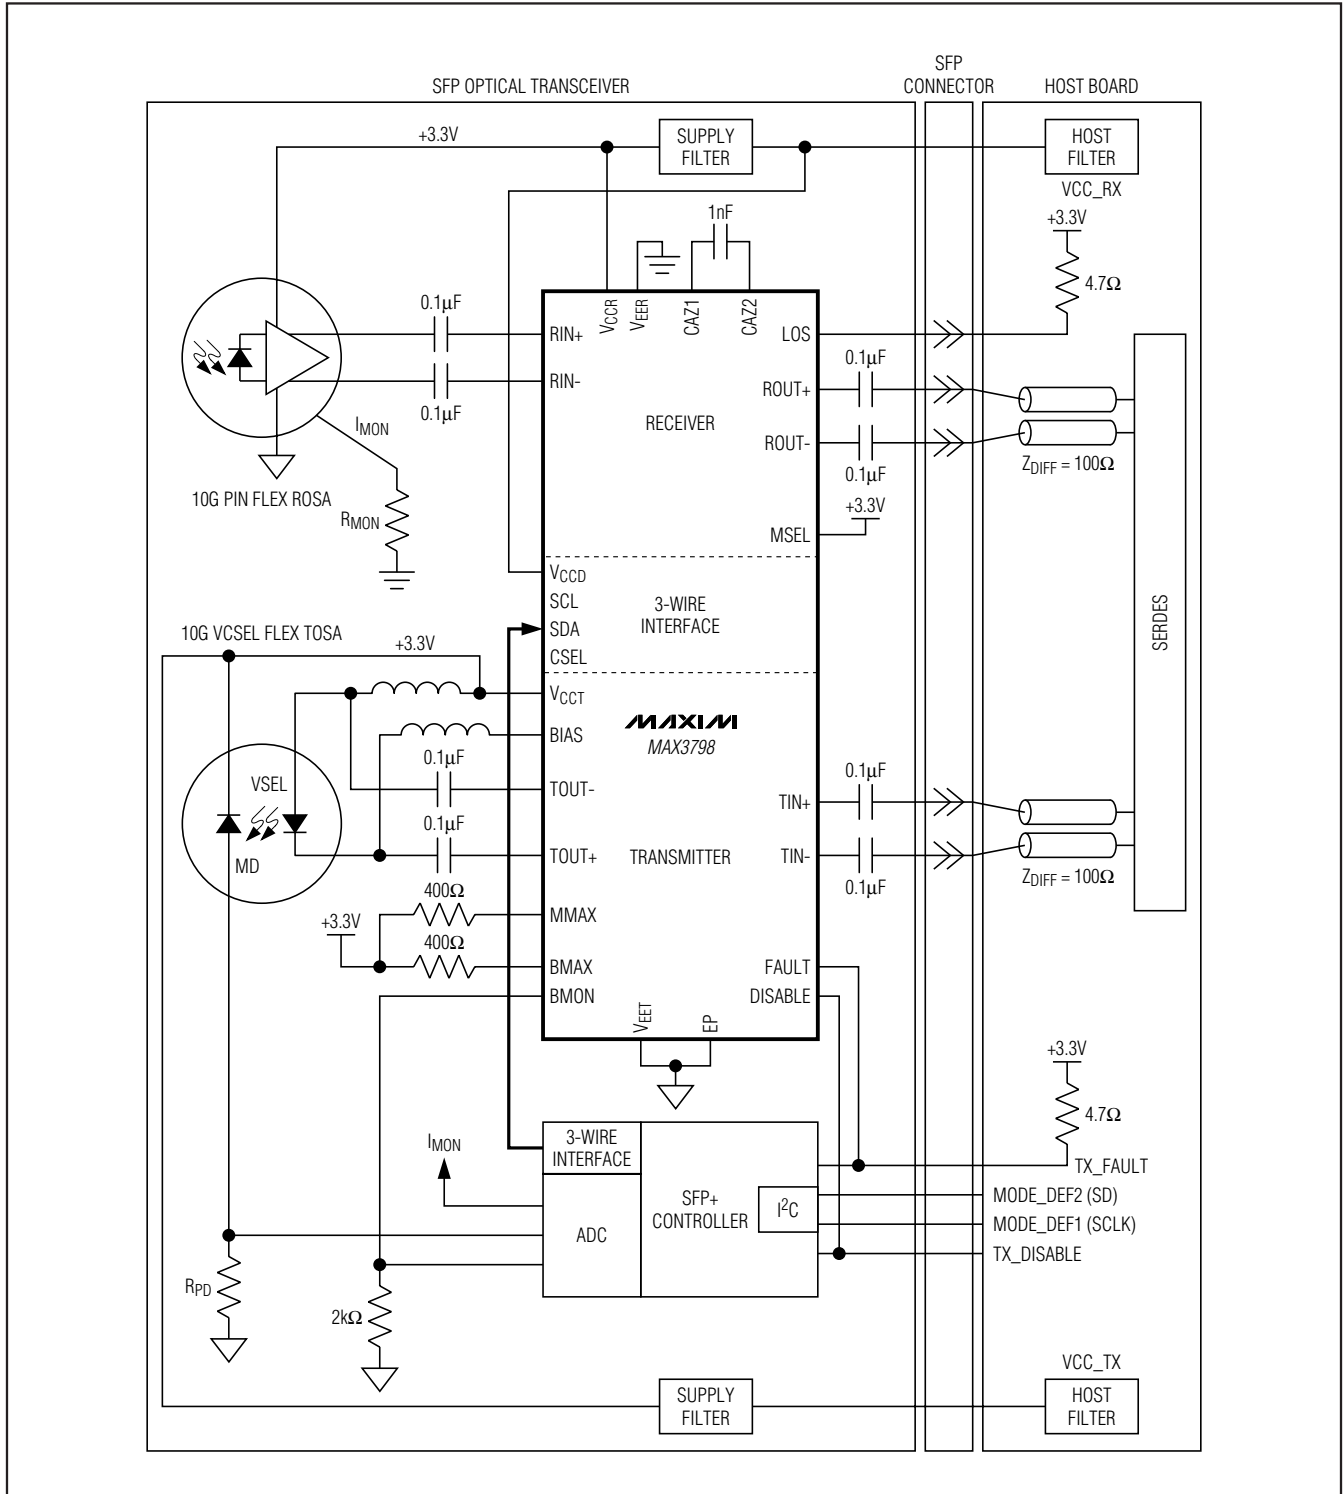 SFP OPTICAL TRANSCEIVER
SFP
CONNECTOR
HOST BOARD
+3.3V
SUPPLY
FILTER
HOST
FILTER
VCC_RX
1nF
+3.3V
4.7Ω
0.1µF
RIN+
VCCR
VEER
CAZ1
CAZ2
LOS
0.1µF
RIN-
ROUT+
0.1µF
IMON
RECEIVER
ROUT-
0.1µF
ZDIFF = 100Ω
10G PIN FLEX ROSA
RMON
+3.3V
MSEL
VCCD
SCL
SDA
CSEL
3-WIRE
INTERFACE
SERDES
10G VCSEL FLEX TOSA
+3.3V
VCCT
MAXIM
MAX3798
BIAS
0.1µF
VSEL
TOUT-
0.1µF
TIN+
0.1µF
MD
TOUT+
TRANSMITTER
TIN-
0.1µF
ZDIFF = 100Ω
400Ω
MMAX
+3.3V
400Ω
BMAX
FAULT
BMON
DISABLE
VEET
EP
+3.3V
4.7Ω
IMON
3-WIRE
INTERFACE
TX_FAULT
SFP+
CONTROLLER
I2C
MODE_DEF2 (SD)
MODE_DEF1 (SCLK)
ADC
TX_DISABLE
RPD
2kΩ
VCC_TX
SUPPLY
FILTER
HOST
FILTER